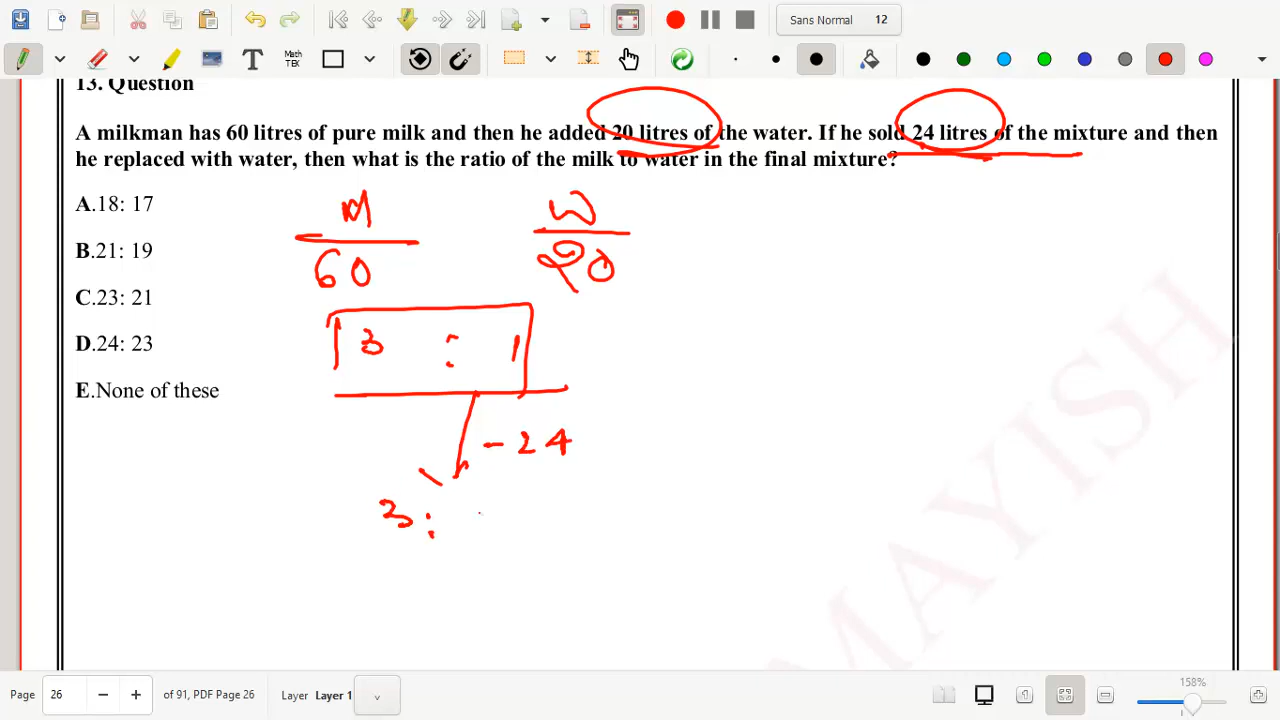 Sans Normal 12
Math
TEX
13. Question
A milkman has 60 litres of pure milk and then he added 20 litres of the water. If he sold 24 litres of the mixture and then
he replaced with water, then what is the ratio of the milk to water in the final mixture?
A.18: 17
B.21: 19
C.23: 21
D.24: 23
E.None of these
M W
60 20
3 : 1
- 24
3 :
MAYISH
Page 26 of 91, PDF Page 26 Layer Layer 1 158%